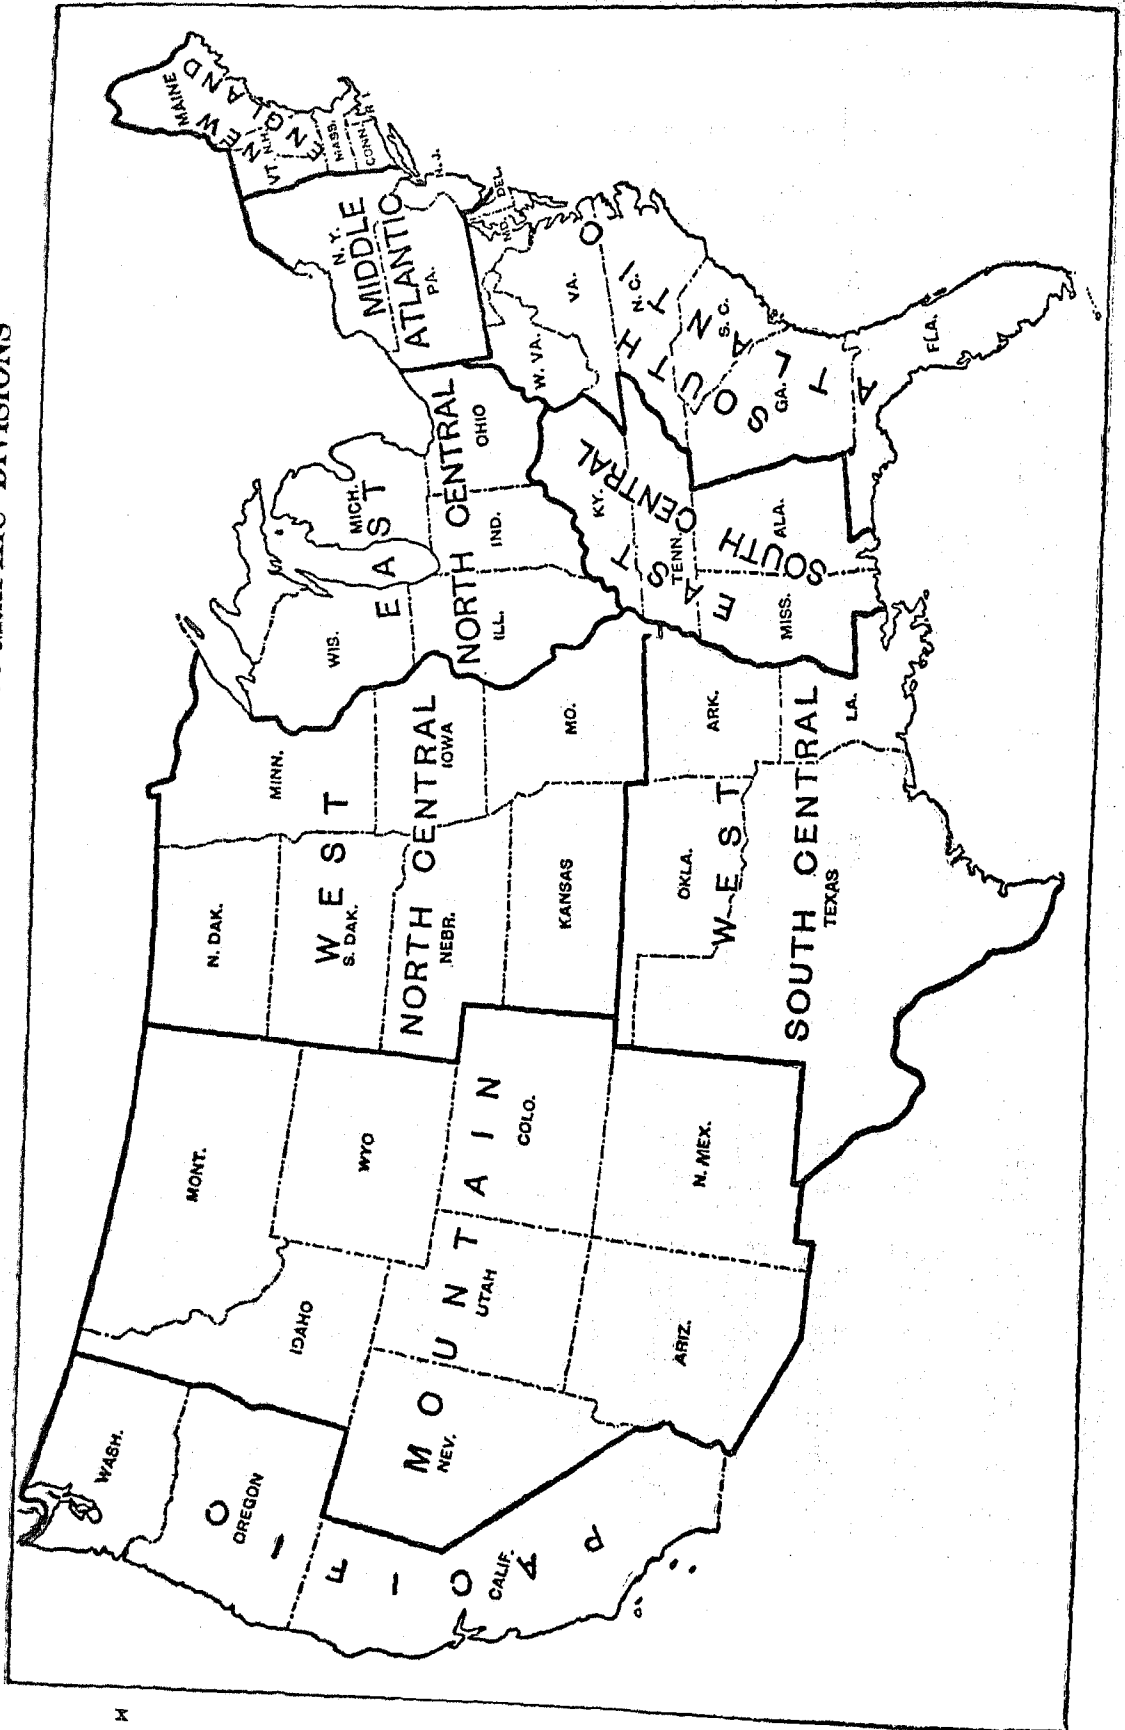 DIVISIONS
WASH.
OREGON
CALIF.
PACIFIC
MONT.
IDAHO
WYO
NEV.
UTAH
COLO.
ARIZ.
N. MEX.
MOUNTAIN
N. DAK.
S. DAK.
NEBR.
KANSAS
MINN.
IOWA
MO.
WEST
NORTH CENTRAL
OKLA.
ARK.
TEXAS
LA.
WEST
SOUTH CENTRAL
WIS.
MICH.
ILL.
IND.
OHIO
EAST
NORTH CENTRAL
KY.
TENN.
MISS.
ALA.
EAST
SOUTH CENTRAL
N. Y.
PA.
N. J.
MIDDLE
ATLANTIC
MAINE
VT.
N.H.
MASS.
CONN.
R I
NEW
ENGLAND
DEL.
MD.
VA.
W. VA.
N. C.
S. C.
GA.
FLA.
SOUTH
ATLANTIC